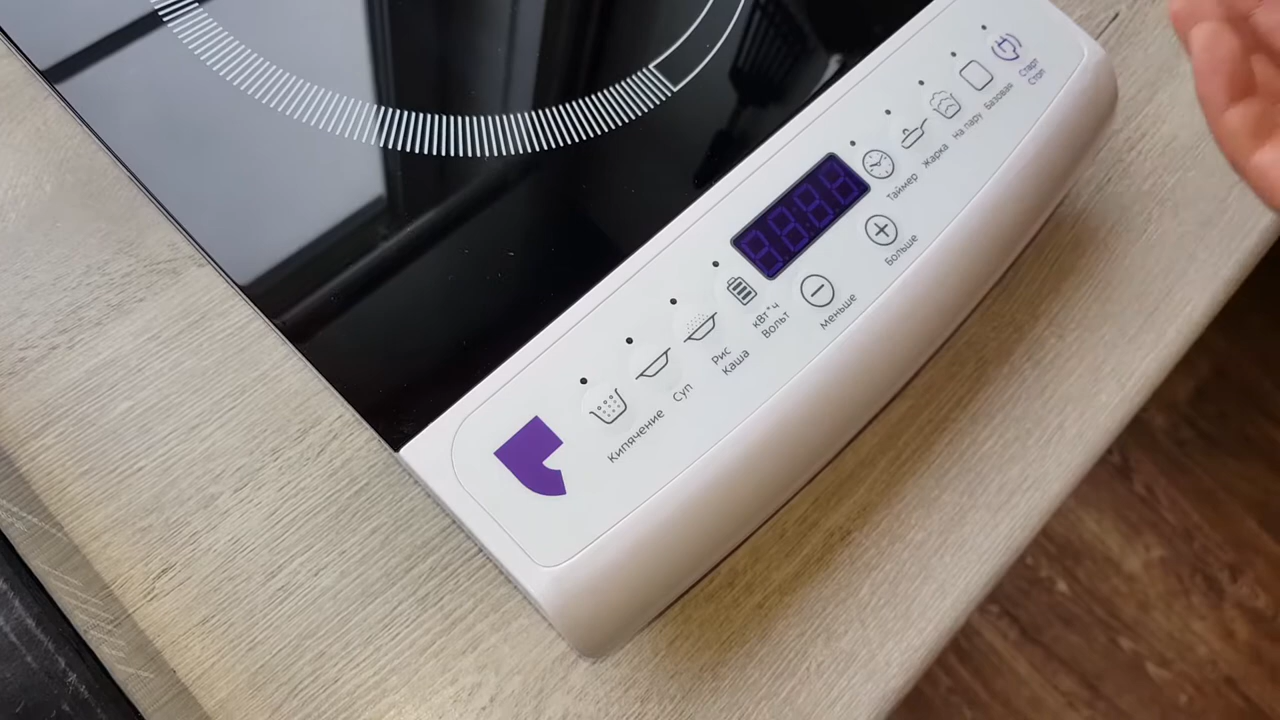 Кипячение
Суп
Рис
Каша
кВт*ч
Вольт
Меньше
Больше
Таймер
Жарка
На пару
Базовая
Старт
Стоп